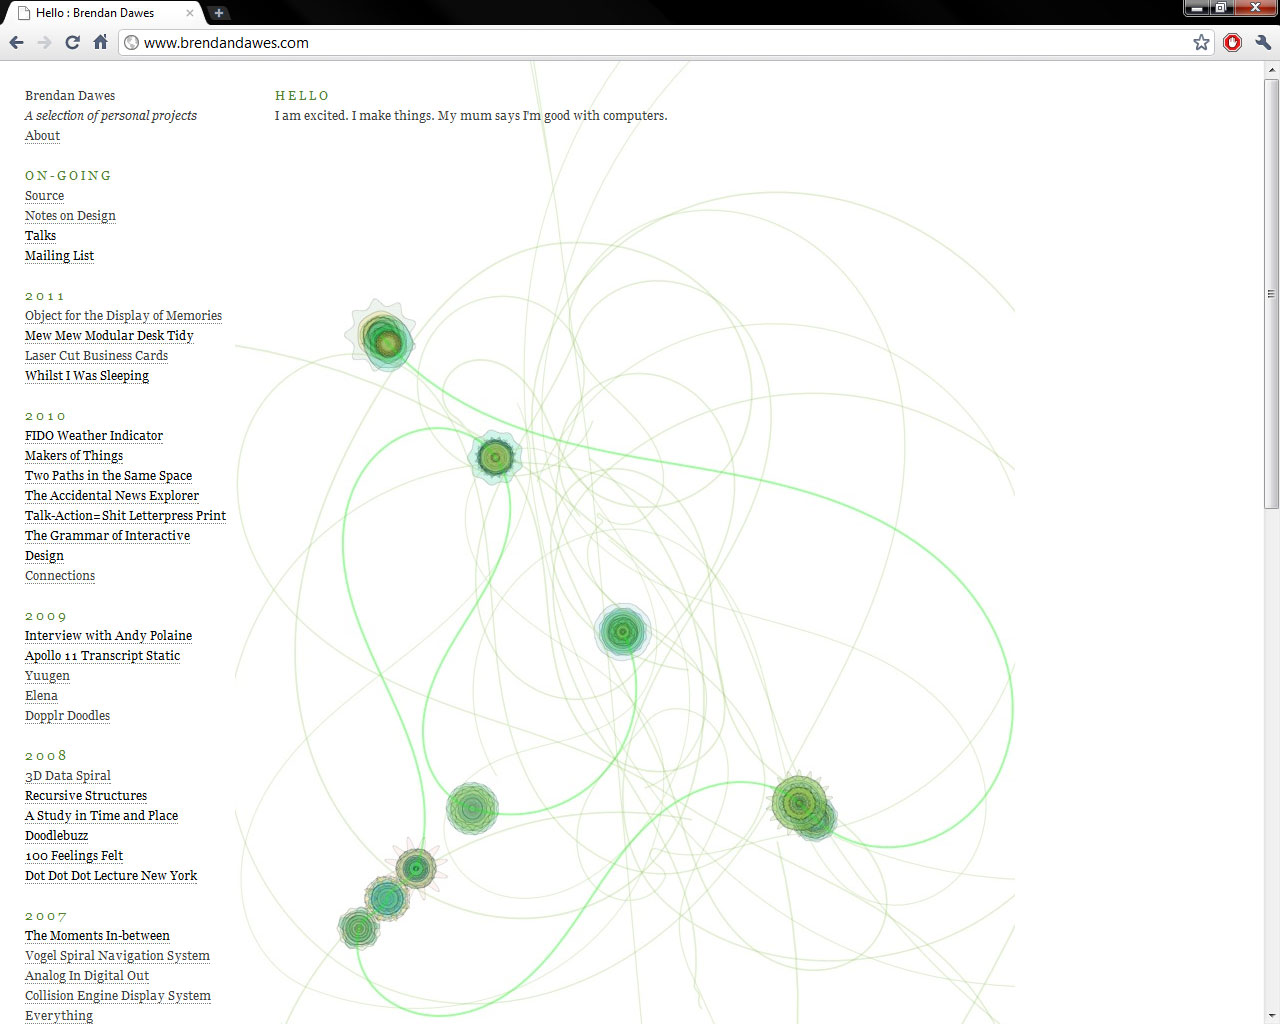 Hello : Brendan Dawes
www.brendandawes.com
Brendan Dawes
A selection of personal projects
About
HELLO
I am excited. I make things. My mum says I'm good with computers.
ON-GOING
Source
Notes on Design
Talks
Mailing List
2011
Object for the Display of Memories
Mew Mew Modular Desk Tidy
Laser Cut Business Cards
Whilst I Was Sleeping
2010
FIDO Weather Indicator
Makers of Things
Two Paths in the Same Space
The Accidental News Explorer
Talk-Action=Shit Letterpress Print
The Grammar of Interactive
Design
Connections
2009
Interview with Andy Polaine
Apollo 11 Transcript Static
Yuugen
Elena
Dopplr Doodles
2008
3D Data Spiral
Recursive Structures
A Study in Time and Place
Doodlebuzz
100 Feelings Felt
Dot Dot Dot Lecture New York
2007
The Moments In-between
Vogel Spiral Navigation System
Analog In Digital Out
Collision Engine Display System
Everything